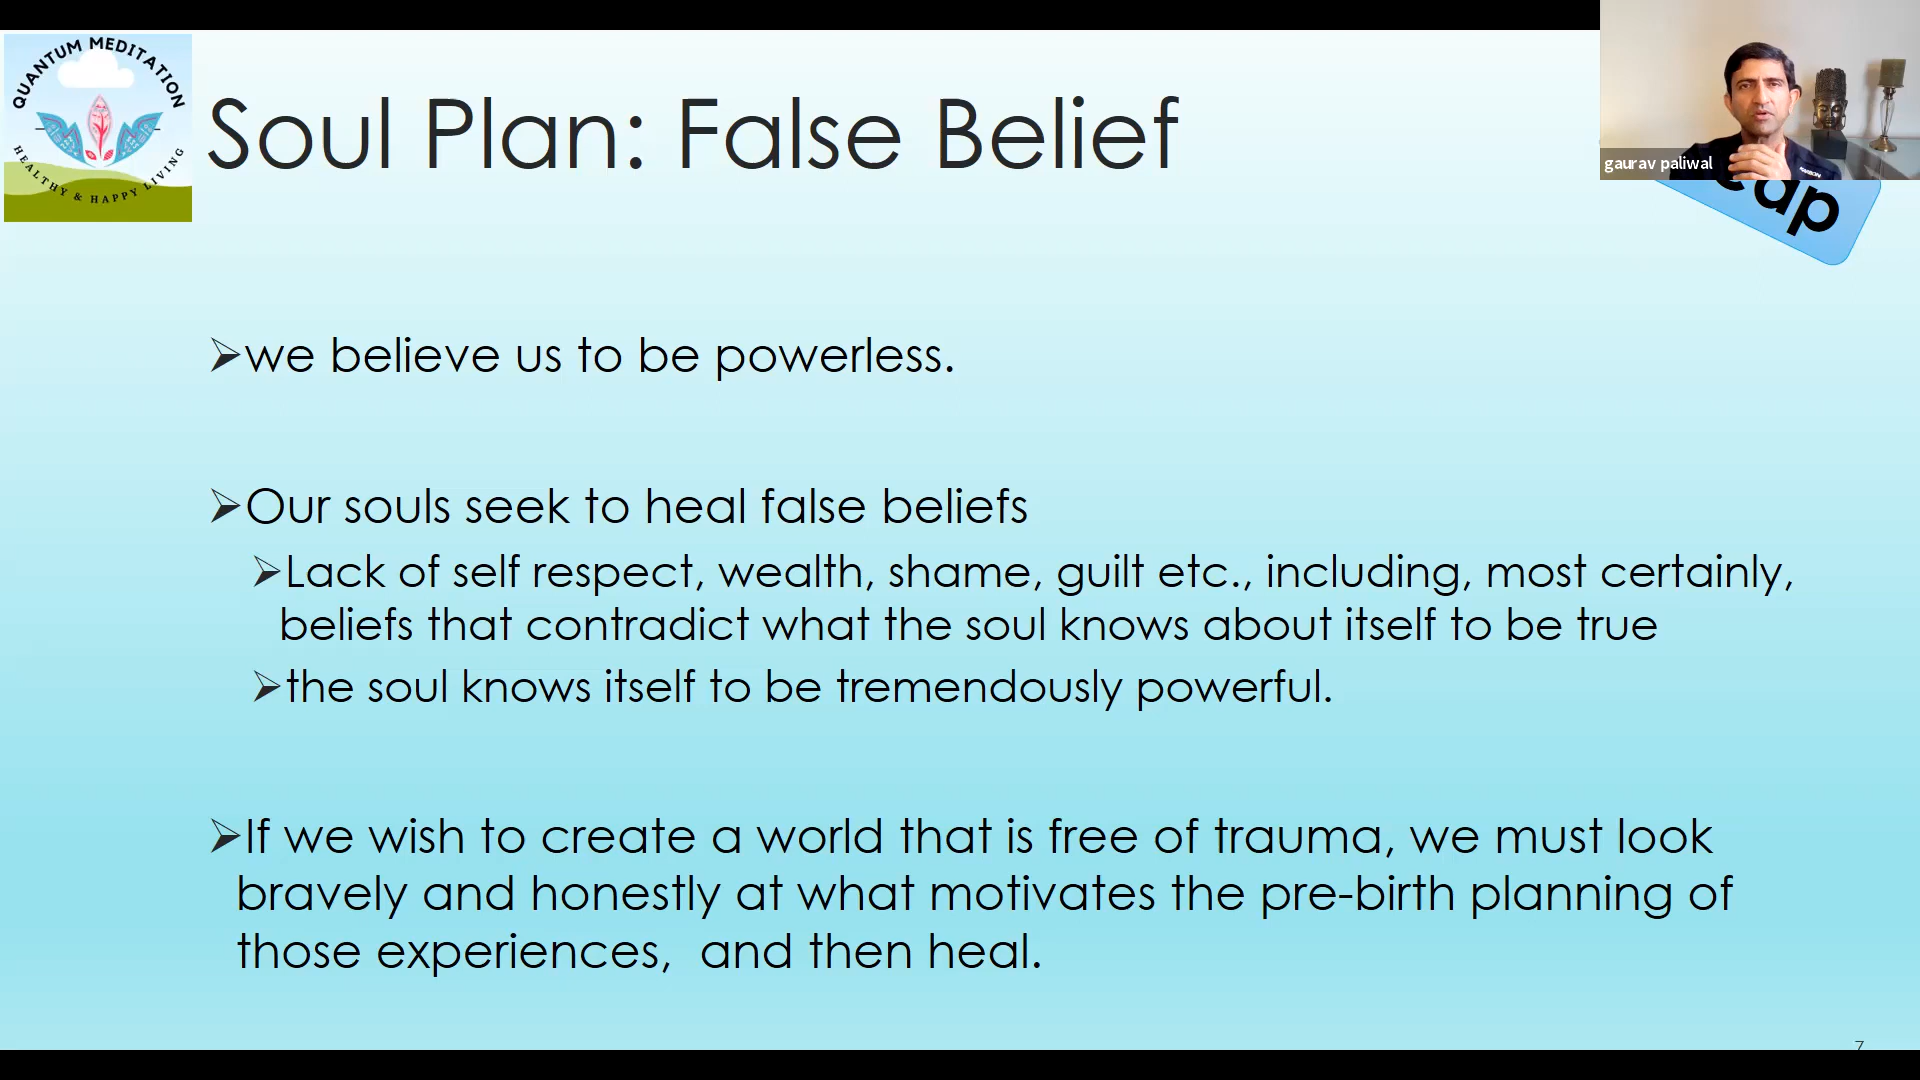 QUANTUM MEDITATION
HEALTHY & HAPPY LIVING
Soul Plan: False Belief
gaurav paliwal
➢we believe us to be powerless.
➢Our souls seek to heal false beliefs
➢Lack of self respect, wealth, shame, guilt etc., including, most certainly,
beliefs that contradict what the soul knows about itself to be true
➢the soul knows itself to be tremendously powerful.
➢If we wish to create a world that is free of trauma, we must look
bravely and honestly at what motivates the pre-birth planning of
those experiences,  and then heal.
7